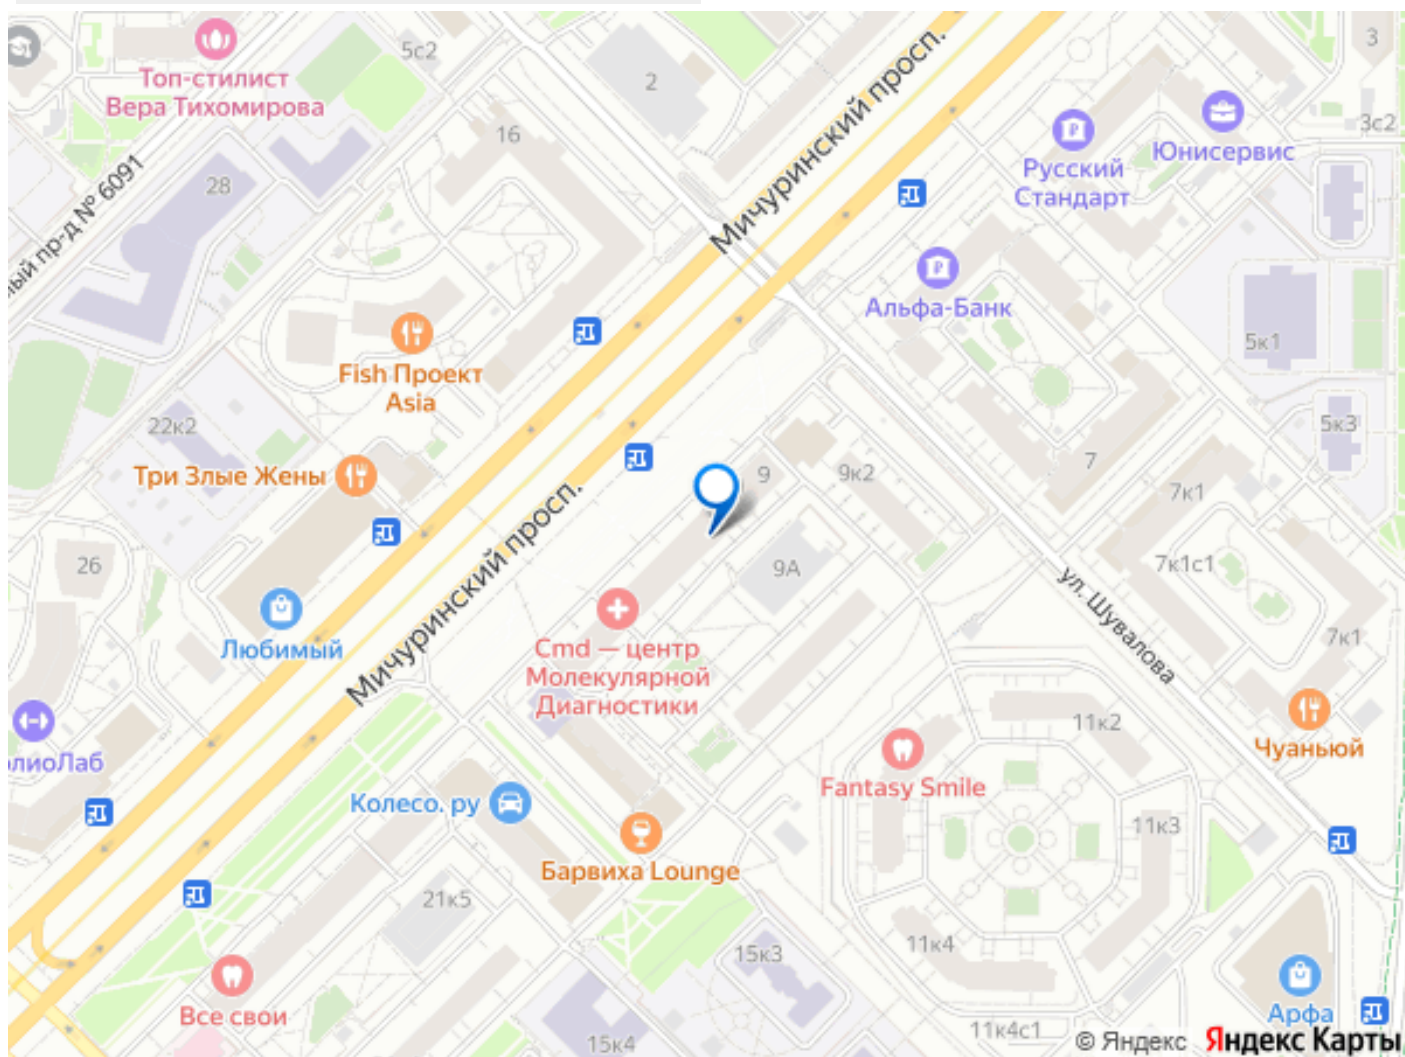 Топ-стилист
Вера Тихомирова
5с2
2
Мичуринский просп.
3
3с2
Юнисервис
Русский
Стандарт
16
28
ный пр-д № 6091
Альфа-Банк
5к1
Fish Проект
Asia
22к2
5к3
Три Злые Жены
9
9к2
7
7к1
Мичуринский просп.
26
9А
7к1с1
ул. Шувалова
Любимый
Cmd — центр
Молекулярной
Диагностики
7к1
11к2
Чуаньюй
олиоЛаб
Fantasy Smile
Колесо. ру
11к3
Барвиха Lounge
21к5
11к4
15к3
Все свои
Арфа
15к4
11к4с1
© Яндекс Яндекс Карты